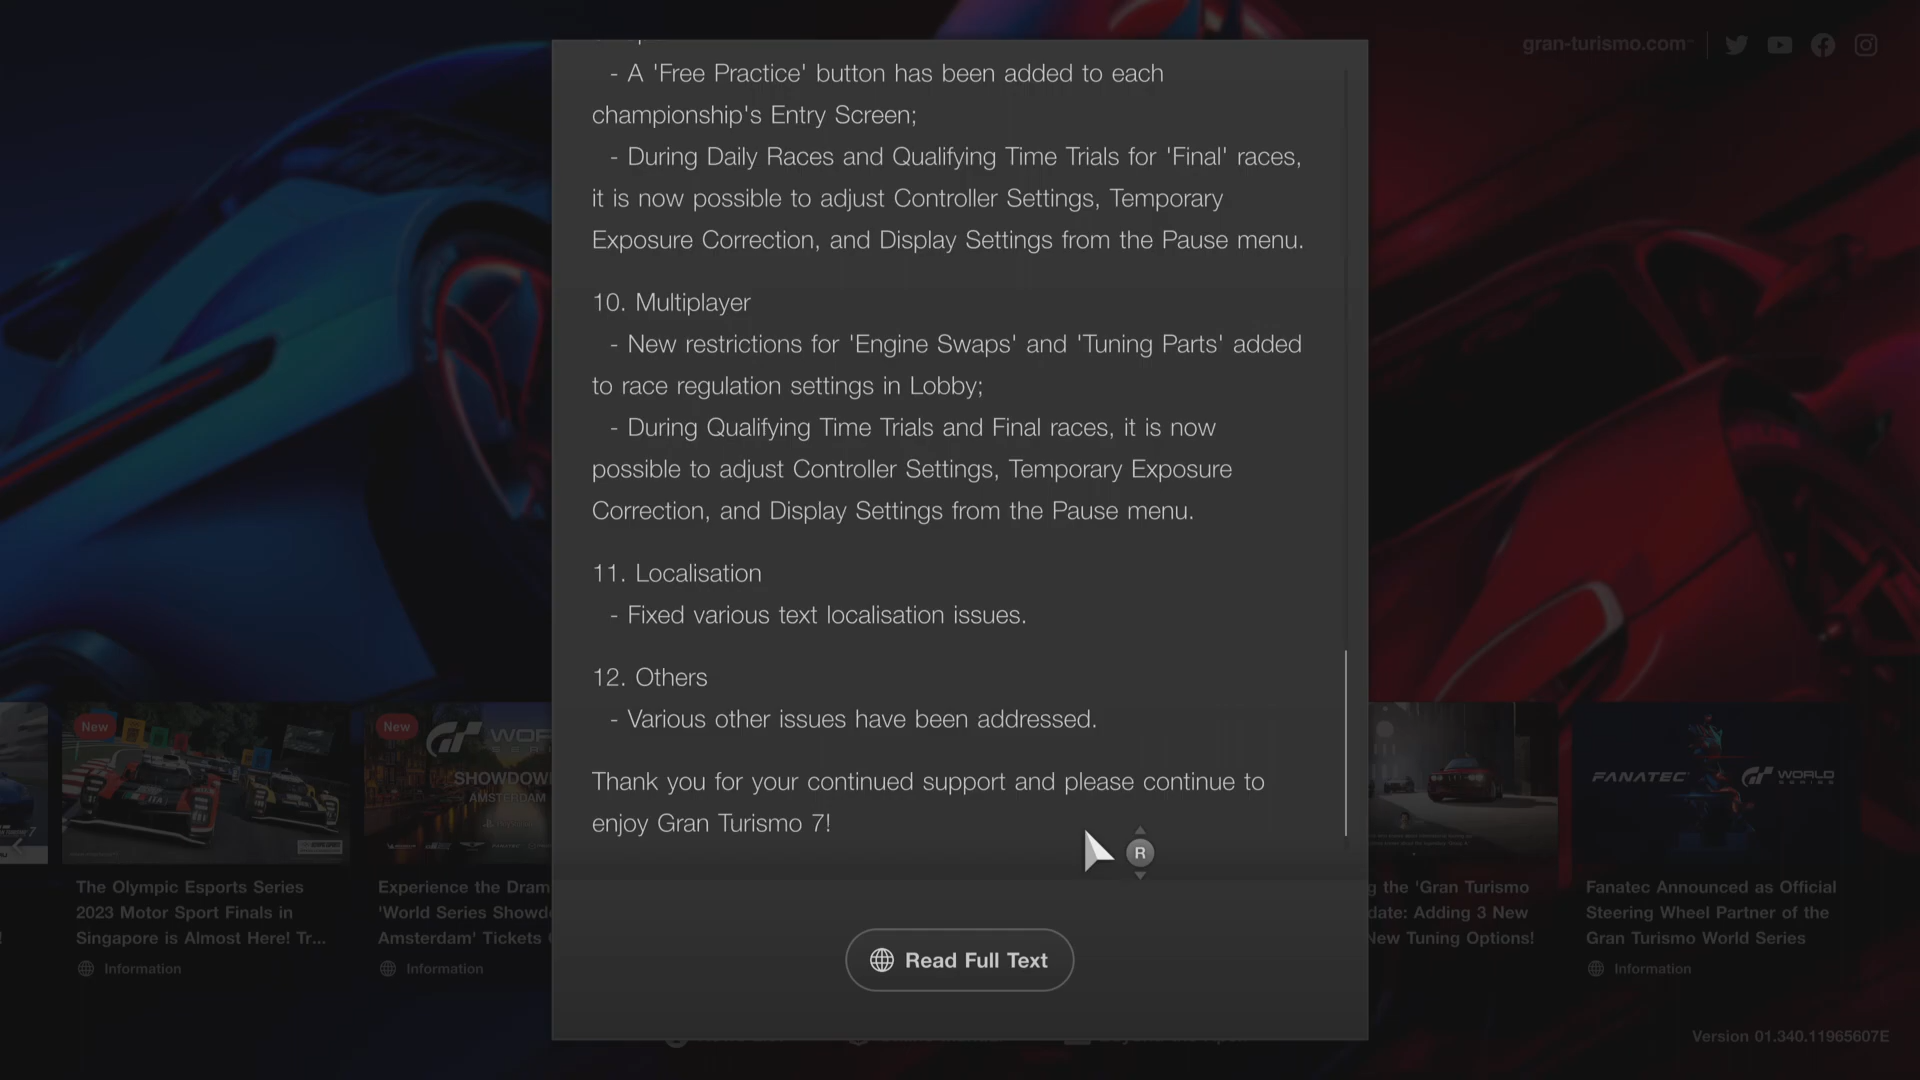 gran-turismo.com
- A 'Free Practice' button has been added to each
championship's Entry Screen;
- During Daily Races and Qualifying Time Trials for 'Final' races,
it is now possible to adjust Controller Settings, Temporary
Exposure Correction, and Display Settings from the Pause menu.
10. Multiplayer
- New restrictions for 'Engine Swaps' and 'Tuning Parts' added
to race regulation settings in Lobby;
- During Qualifying Time Trials and Final races, it is now
possible to adjust Controller Settings, Temporary Exposure
Correction, and Display Settings from the Pause menu.
11. Localisation
- Fixed various text localisation issues.
12. Others
- Various other issues have been addressed.
Thank you for your continued support and please continue to
enjoy Gran Turismo 7!
R
Read Full Text
New
The Olympic Esports Series
2023 Motor Sport Finals in
Singapore is Almost Here! Tr...
Information
New
SHOWDOW
AMSTERDAM
Experience the Dram
'World Series Showd
Amsterdam' Tickets
Information
g the 'Gran Turismo
date: Adding 3 New
New Tuning Options!
FANATEC
GT WORLD
SERIES
Fanatec Announced as Official
Steering Wheel Partner of the
Gran Turismo World Series
Information
Version 01.340.11965607E